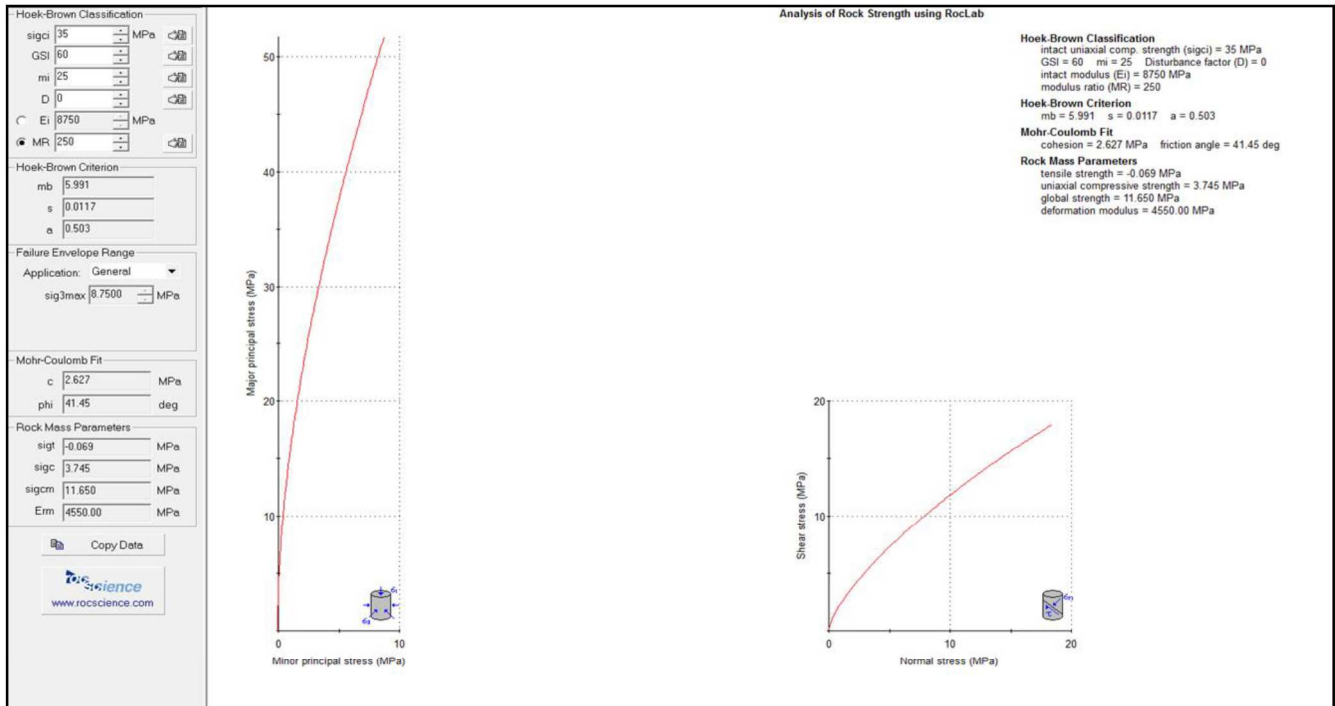 Hoek-Brown Classification
sigci 35 MPa
GSI 60
mi 25
D 0
Ei 8750 MPa
MR 250
Hoek-Brown Criterion
mb 5.991
s 0.0117
a 0.503
Failure Envelope Range
Application: General
sig3max 8.7500 MPa
Mohr-Coulomb Fit
c 2.627 MPa
phi 41.45 deg
Rock Mass Parameters
sigt -0.069 MPa
sigc 3.745 MPa
sigcm 11.650 MPa
Erm 4550.00 MPa
Copy Data
rocscience
www.rocscience.com
Analysis of Rock Strength using RocLab
Hoek-Brown Classification
intact uniaxial comp. strength (sigci) = 35 MPa
GSI = 60 mi = 25 Disturbance factor (D) = 0
intact modulus (Ei) = 8750 MPa
modulus ratio (MR) = 250
Hoek-Brown Criterion
mb = 5.991 s = 0.0117 a = 0.503
Mohr-Coulomb Fit
cohesion = 2.627 MPa friction angle = 41.45 deg
Rock Mass Parameters
tensile strength = -0.069 MPa
uniaxial compressive strength = 3.745 MPa
global strength = 11.650 MPa
deformation modulus = 4550.00 MPa
50
40
30
20
10
Major principal stress (MPa)
0 10
Minor principal stress (MPa)
σ1
σ3
20
10
Shear stress (MPa)
0 10 20
Normal stress (MPa)
σn
τ